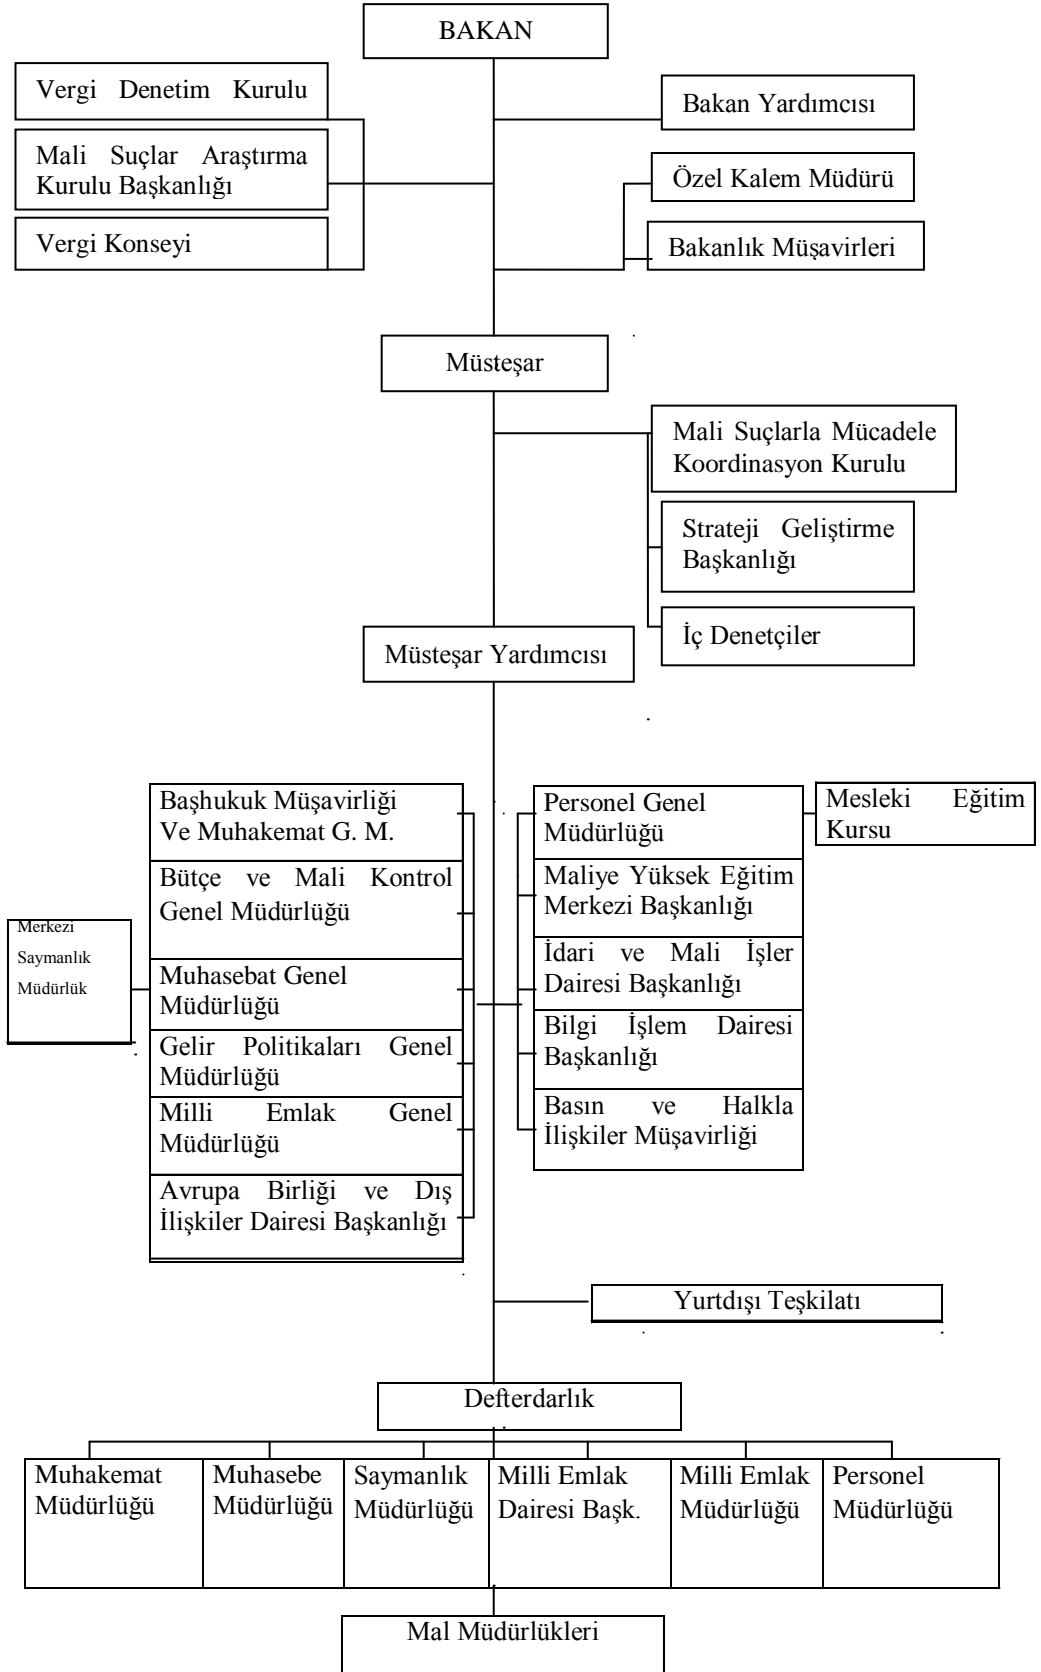 BAKAN
Vergi Denetim Kurulu
Bakan Yardımcısı
Mali Suçlar Araştırma
Kurulu Başkanlığı
Özel Kalem Müdürü
Vergi Konseyi
Bakanlık Müşavirleri
Müsteşar
Mali Suçlarla Mücadele
Koordinasyon Kurulu
Strateji Geliştirme
Başkanlığı
İç Denetçiler
Müsteşar Yardımcısı
Başhukuk Müşavirliği
Ve Muhakemat G. M.
Bütçe ve Mali Kontrol
Genel Müdürlüğü
Merkezi
Saymanlık
Müdürlük
Muhasebat Genel
Müdürlüğü
Gelir Politikaları Genel
Müdürlüğü
Milli Emlak Genel
Müdürlüğü
Avrupa Birliği ve Dış
İlişkiler Dairesi Başkanlığı
Personel Genel
Müdürlüğü
Mesleki Eğitim
Kursu
Maliye Yüksek Eğitim
Merkezi Başkanlığı
İdari ve Mali İşler
Dairesi Başkanlığı
Bilgi İşlem Dairesi
Başkanlığı
Basın ve Halkla
İlişkiler Müşavirliği
Yurtdışı Teşkilatı
Defterdarlık
Muhakemat
Müdürlüğü
Muhasebe
Müdürlüğü
Saymanlık
Müdürlüğü
Milli Emlak
Dairesi Başk.
Milli Emlak
Müdürlüğü
Personel
Müdürlüğü
Mal Müdürlükleri